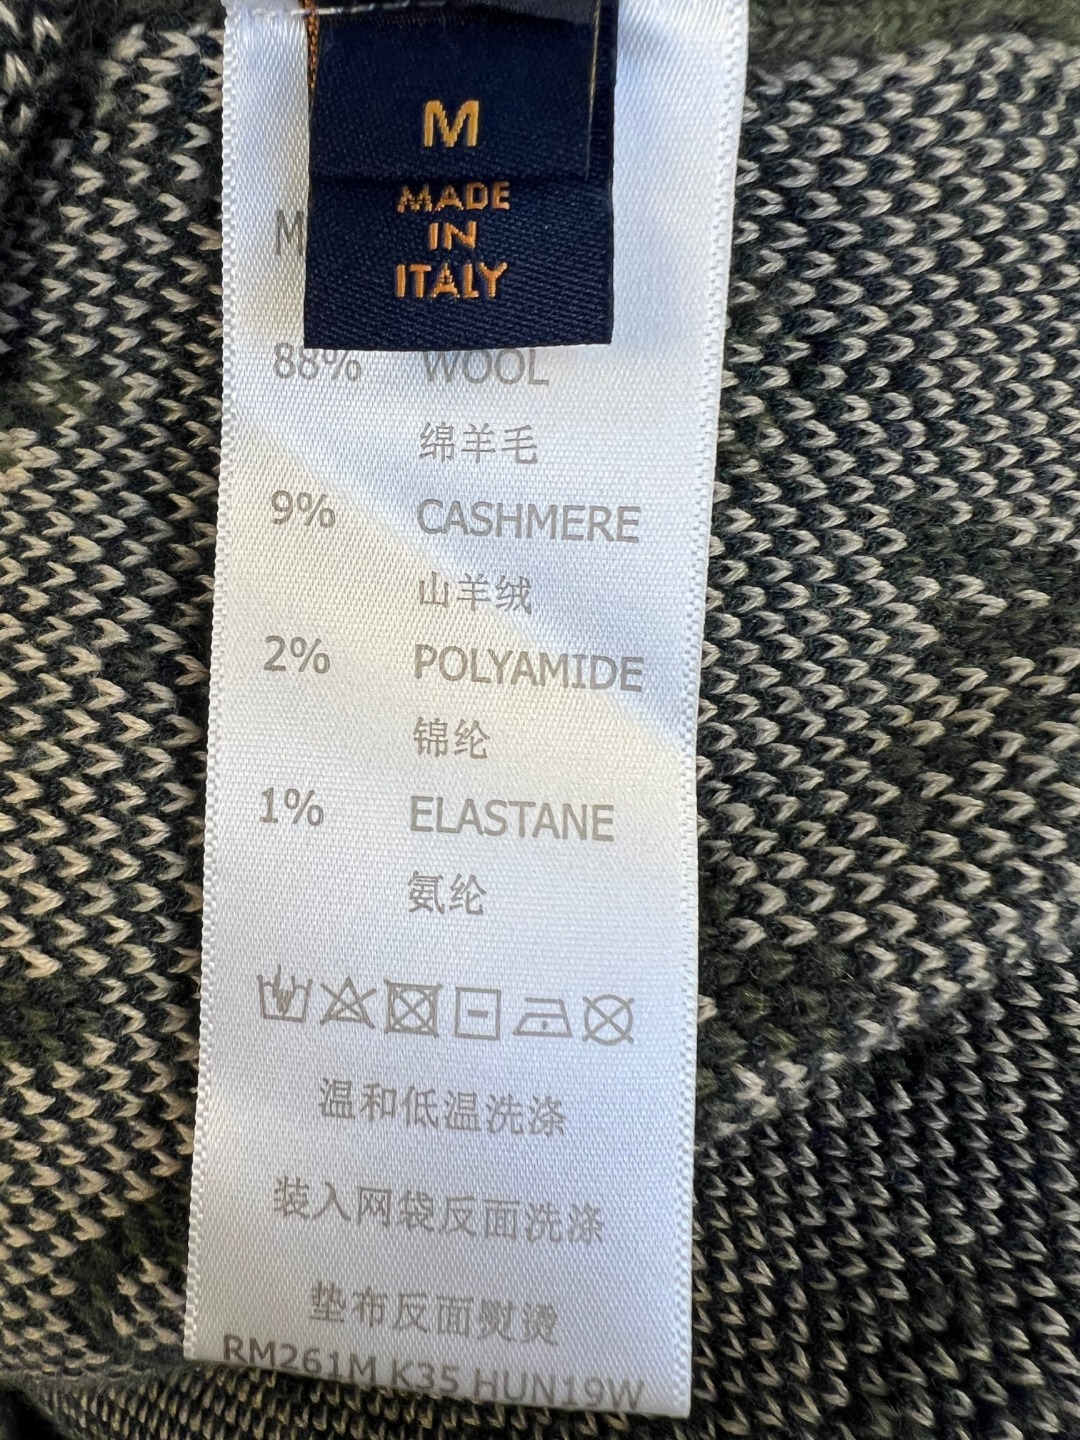 M
MADE
IN
ITALY
88% WOOL
绵羊毛
9% CASHMERE
山羊绒
2% POLYAMIDE
锦纶
1% ELASTANE
氨纶
温和低温洗涤
装入网袋反面洗涤
垫布反面熨烫
RM261M K35 HUN19W